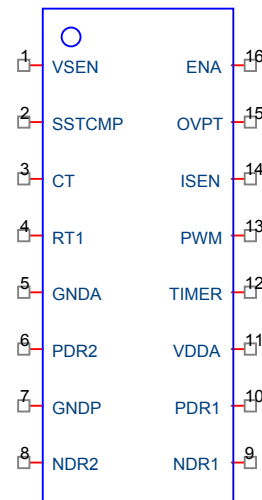 1 VSEN ENA 16
2 SSTCMP OVPT 15
3 CT ISEN 14
4 RT1 PWM 13
5 GNDA TIMER 12
6 PDR2 VDDA 11
7 GNDP PDR1 10
8 NDR2 NDR1 9